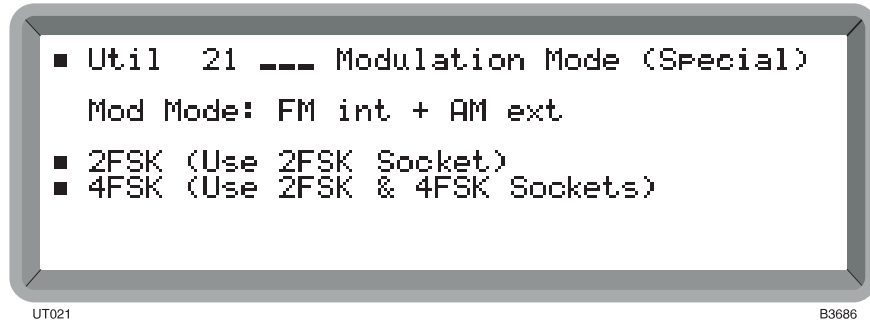 ■ Util 21 ___ Modulation Mode (Special)
Mod Mode: FM int + AM ext
■ 2FSK (Use 2FSK Socket)
■ 4FSK (Use 2FSK & 4FSK Sockets)
UT021 B3686